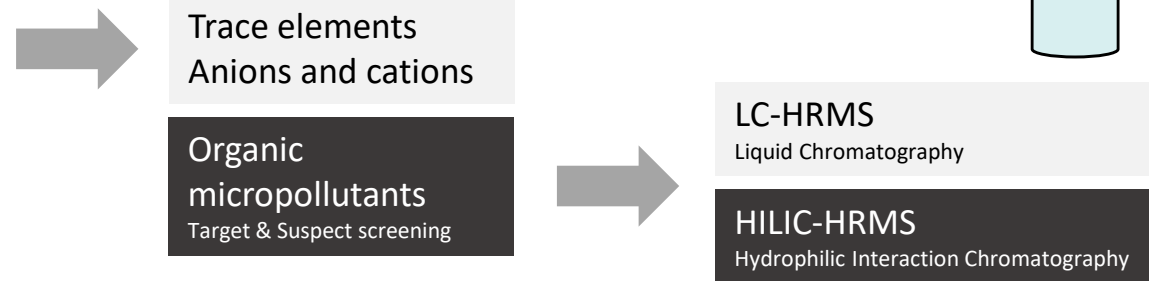 Trace elements
Anions and cations
Organic
micropollutants
Target & Suspect screening
LC-HRMS
Liquid Chromatography
HILIC-HRMS
Hydrophilic Interaction Chromatography